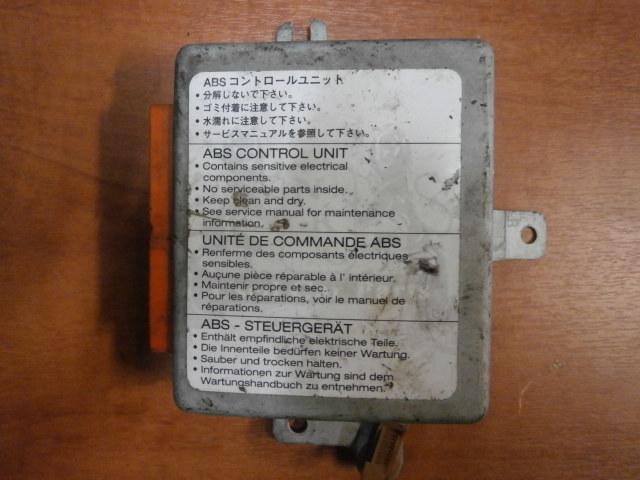 ABSコントロールユニット
・分解しないで下さい。
・ゴミ付着に注意して下さい。
・水濡れに注意して下さい。
・サービスマニュアルを参照して下さい。
ABS CONTROL UNIT
• Contains sensitive electrical
components.
• No serviceable parts inside.
• Keep clean and dry.
• See service manual for maintenance
information.
UNITÉ DE COMMANDE ABS
• Renferme des composants électriques
sensibles.
• Aucune pièce réparable à l' intérieur.
• Maintenir propre et sec.
• Pour les réparations, voir le manuel de
réparations.
ABS - STEUERGERÄT
• Enthält empfindliche elektrische Teile.
• Die Innenteile bedürfen keiner Wartung.
• Sauber und trocken halten.
• Informationen zur Wartung sind dem
Wartungshandbuch zu entnehmen.